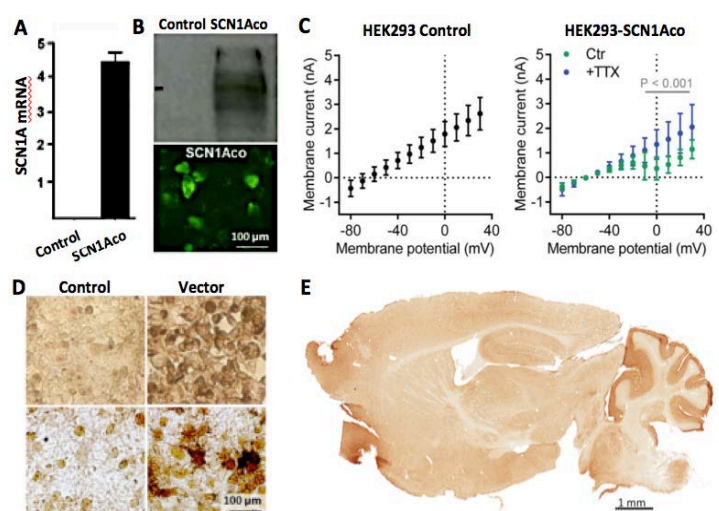 A
SCN1A mRNA
5
4
3
2
1
Control
SCN1Aco
B
Control SCN1Aco
SCN1Aco
100 µm
C
HEK293 Control
Membrane current (nA)
5
4
3
2
1
0
-1
-80
-40
0
40
Membrane potential (mV)
HEK293-SCN1Aco
Ctr
+TTX
P < 0.001
Membrane current (nA)
5
4
3
2
1
0
-1
-80
-40
0
40
Membrane potential (mV)
D
Control
Vector
100 µm
E
1 mm